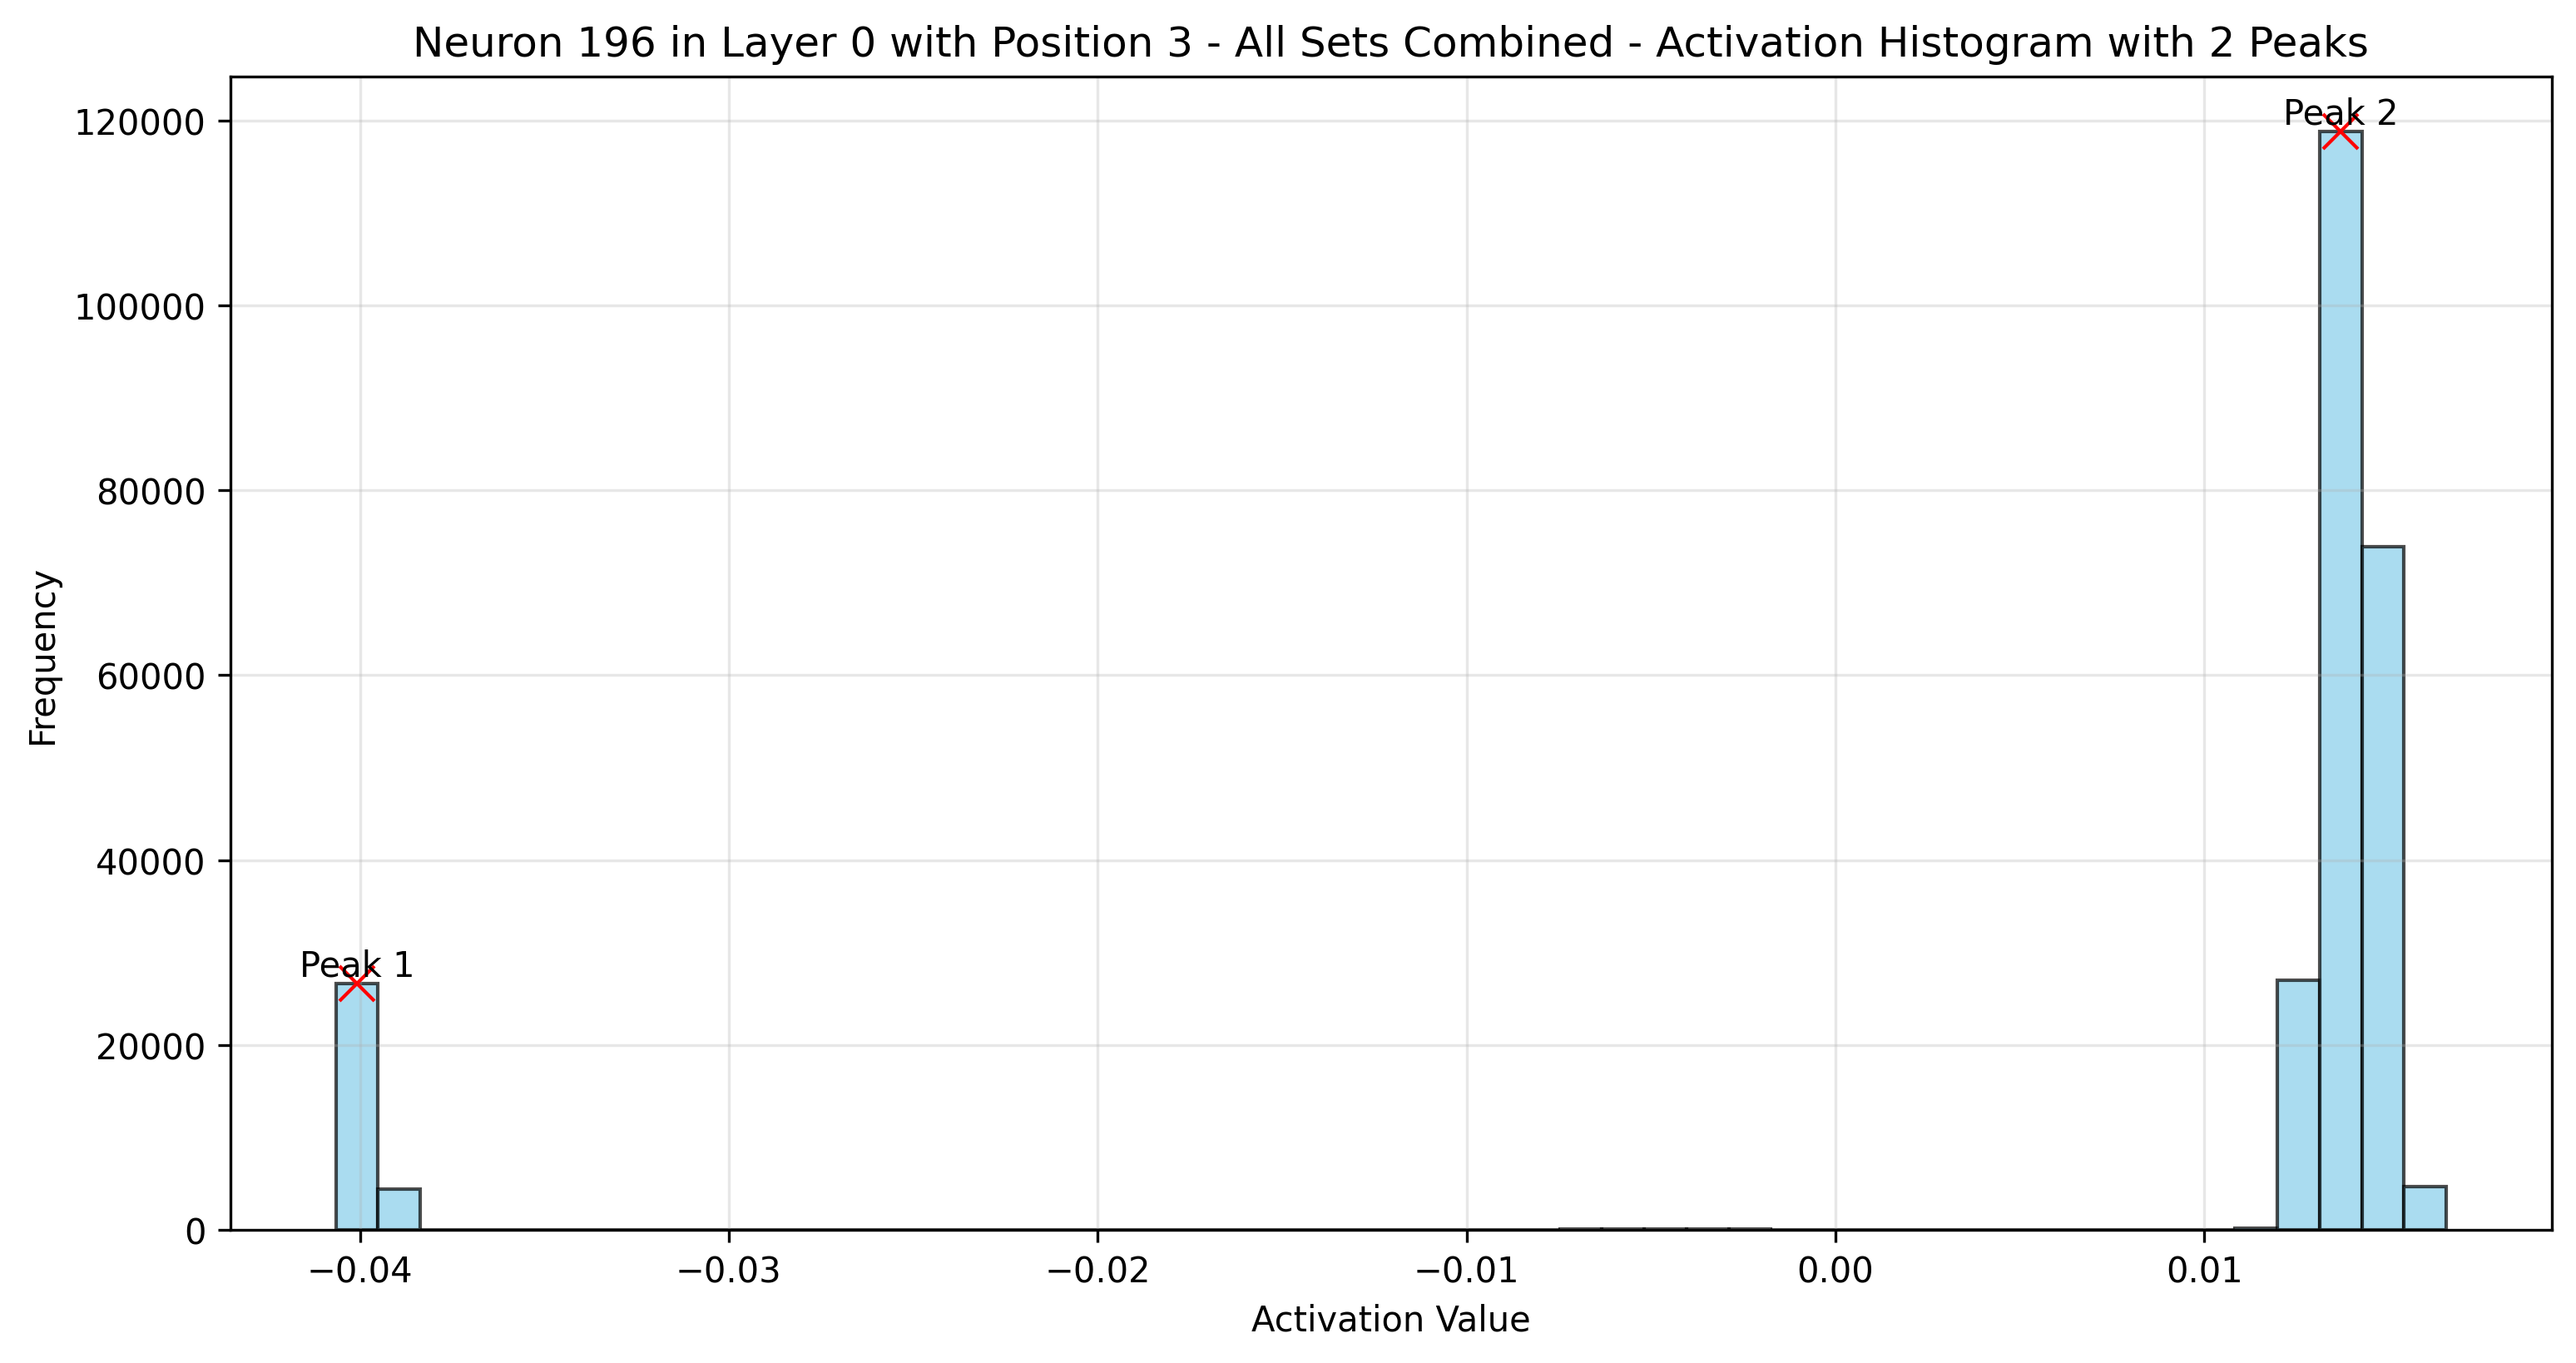 Neuron 196 in Layer 0 with Position 3 - All Sets Combined - Activation Histogram with 2 Peaks
Peak 2
Peak 1
120000
100000
80000
60000
40000
20000
0
Frequency
−0.04
−0.03
−0.02
−0.01
0.00
0.01
Activation Value